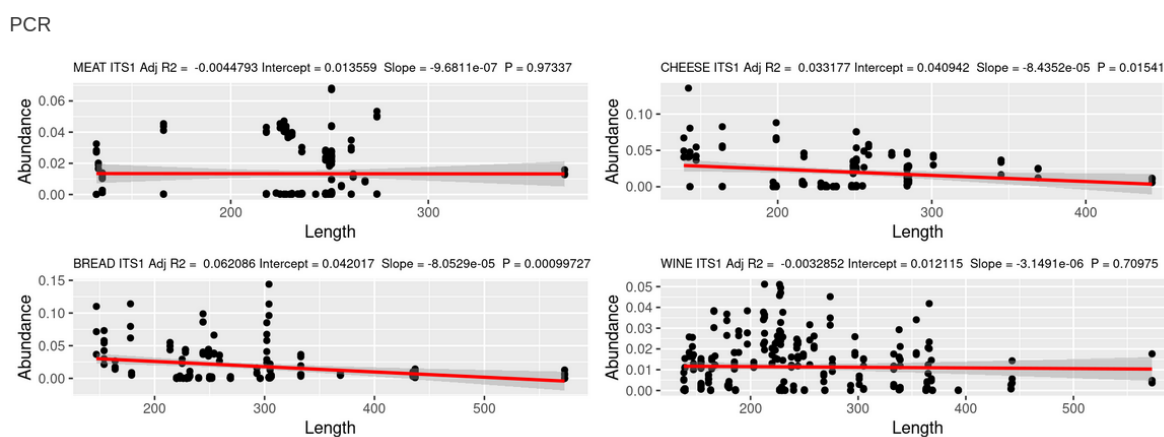 PCR
MEAT ITS1 Adj R2 = -0.0044793 Intercept = 0.013559 Slope = -9.6811e-07 P = 0.97337
Abundance
0.06
0.04
0.02
0.00
200 300
Length
CHEESE ITS1 Adj R2 = 0.033177 Intercept = 0.040942 Slope = -8.4352e-05 P = 0.01541
Abundance
0.10
0.05
0.00
200 300 400
Length
BREAD ITS1 Adj R2 = 0.062086 Intercept = 0.042017 Slope = -8.0529e-05 P = 0.00099727
Abundance
0.15
0.10
0.05
0.00
200 300 400 500
Length
WINE ITS1 Adj R2 = -0.0032852 Intercept = 0.012115 Slope = -3.1491e-06 P = 0.70975
Abundance
0.05
0.04
0.03
0.02
0.01
0.00
200 300 400 500
Length